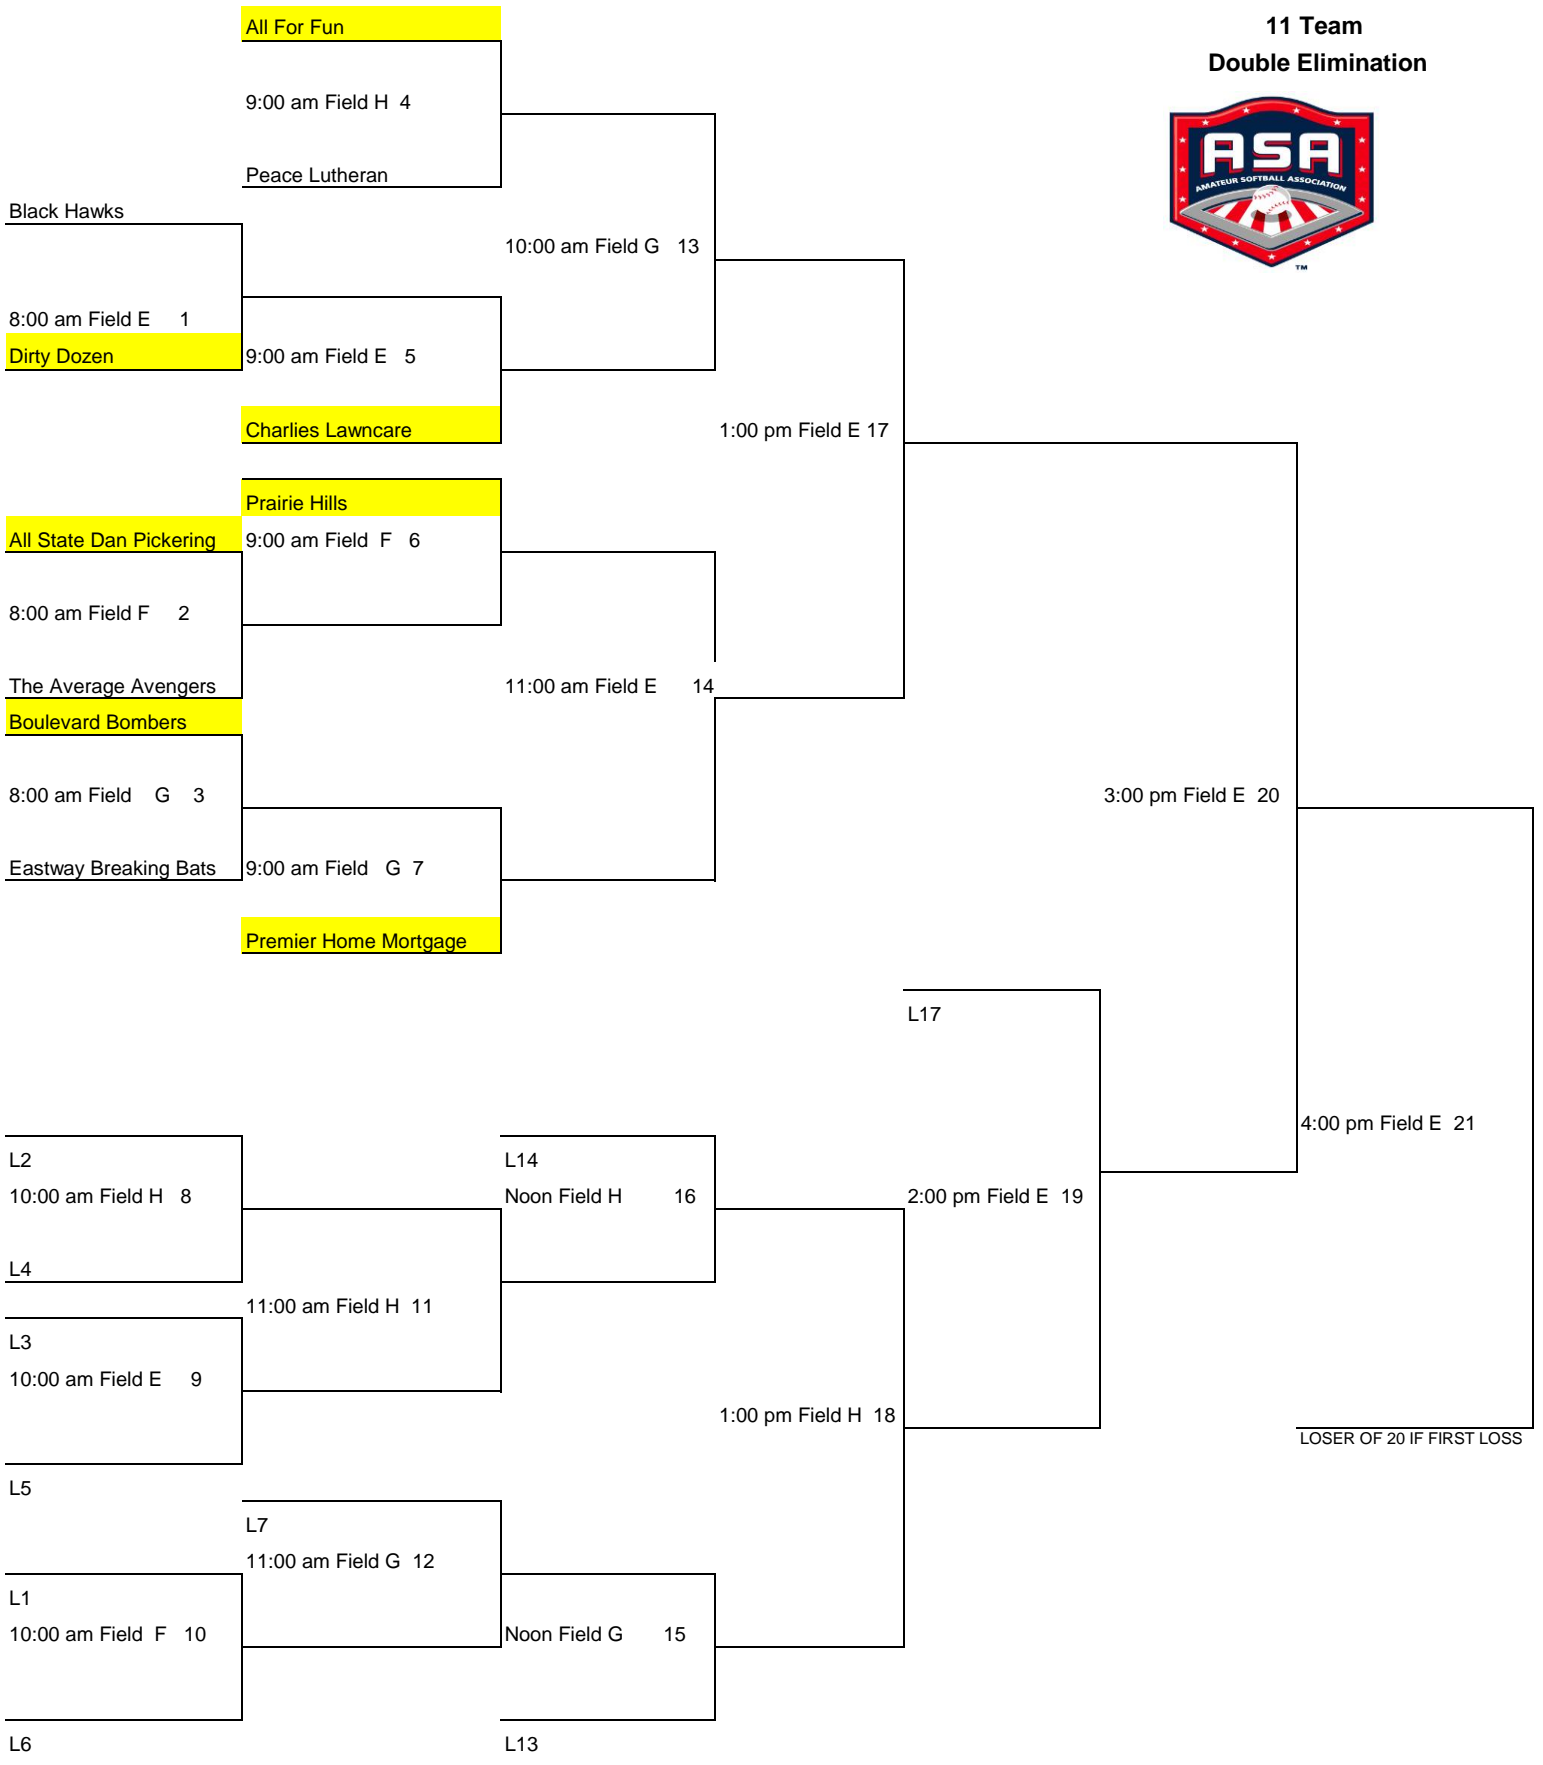 All For Fun
11 Team
Double Elimination
9:00 am Field H 4
ASA
AMATEUR SOFTBALL ASSOCIATION
TM
Peace Lutheran
Black Hawks
10:00 am Field G 13
8:00 am Field E 1
Dirty Dozen
9:00 am Field E 5
Charlies Lawncare
1:00 pm Field E 17
Prairie Hills
All State Dan Pickering
9:00 am Field F 6
8:00 am Field F 2
The Average Avengers
11:00 am Field E 14
Boulevard Bombers
8:00 am Field G 3
3:00 pm Field E 20
Eastway Breaking Bats
9:00 am Field G 7
Premier Home Mortgage
L17
4:00 pm Field E 21
L2
L14
10:00 am Field H 8
Noon Field H 16
2:00 pm Field E 19
L4
11:00 am Field H 11
L3
10:00 am Field E 9
1:00 pm Field H 18
LOSER OF 20 IF FIRST LOSS
L5
L7
11:00 am Field G 12
L1
10:00 am Field F 10
Noon Field G 15
L6
L13